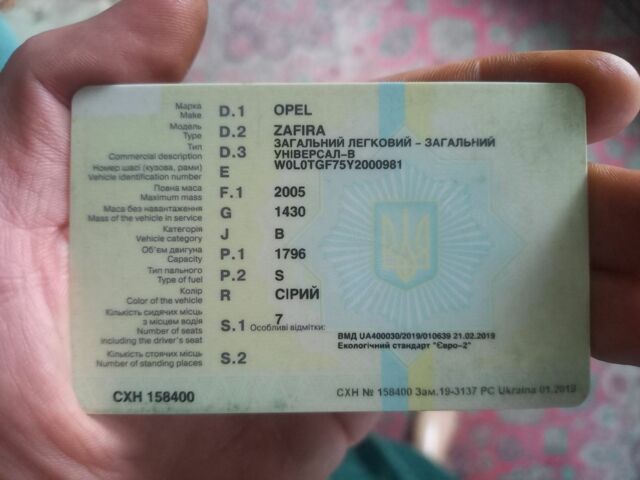 Марка D.1 OPEL
Make
Модель D.2 ZAFIRA
Type
Тип D.3 ЗАГАЛЬНИЙ ЛЕГКОВИЙ - ЗАГАЛЬНИЙ
Commercial description УНІВЕРСАЛ-B
Номер шасі (кузова, рами) E W0L0TGF75Y2000981
Vehicle identification number
Повна маса F.1 2005
Maximum mass
Маса без навантаження G 1430
Mass of the vehicle in service
Категорія J B
Vehicle category
Об'єм двигуна P.1 1796
Capacity
Тип пального P.2 S
Type of fuel
Колір R СІРИЙ
Color of the vehicle
Кількість сидячих місць
з місцем водія S.1 7
Number of seats Особливі відмітки:
including the driver's seat ВМД UA400030/2019/010639 21.02.2019
Екологічний стандарт "Євро-2"
Кількість стоячих місць S.2
Number of standing places
СХН 158400 СХН № 158400 Зам.19-3137 РС Ukraina 01.2019